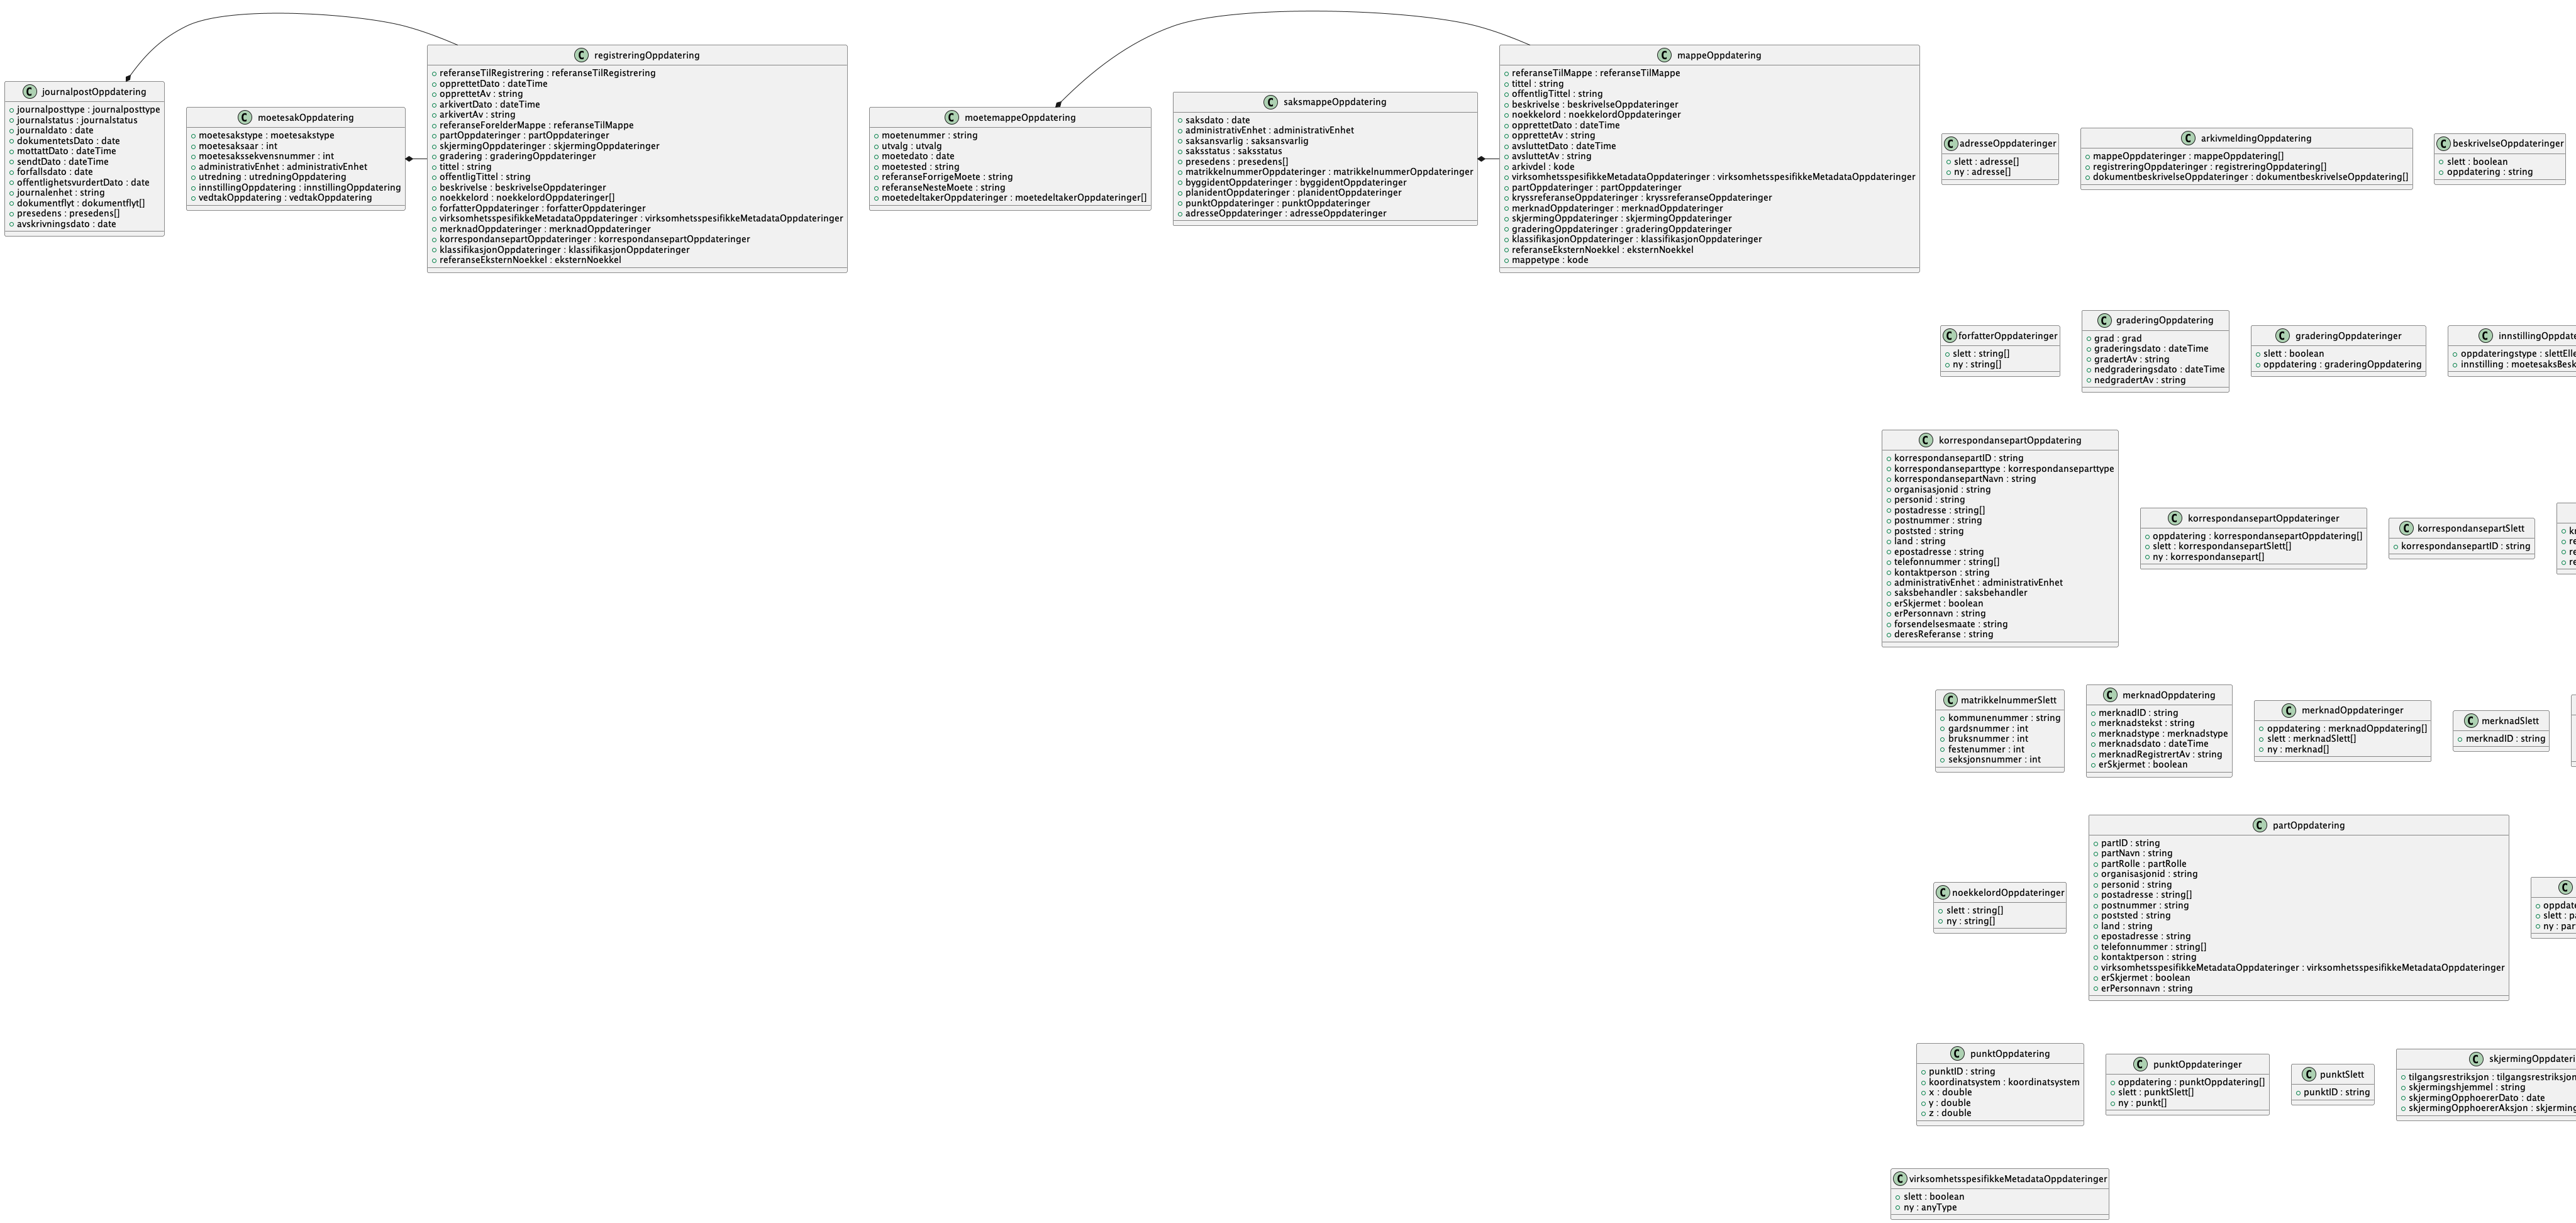 journalpostOppdatering
journalposttype : journalposttype
journalstatus : journalstatus
journaldato : date
dokumentetsDato : date
mottattDato : dateTime
sendtDato : dateTime
forfallsdato : date
offentlighetsvurdertDato : date
journalenhet : string
dokumentflyt : dokumentflyt[]
presedens : presedens[]
avskrivningsdato : date
moetesakOppdatering
moetesakstype : moetesakstype
moetesaksaar : int
moetesakssekvensnummer : int
administrativEnhet : administrativEnhet
utredning : utredningOppdatering
innstillingOppdatering : innstillingOppdatering
vedtakOppdatering : vedtakOppdatering
registreringOppdatering
referanseTilRegistrering : referanseTilRegistrering
opprettetDato : dateTime
opprettetAv : string
arkivertDato : dateTime
arkivertAv : string
referanseForelderMappe : referanseTilMappe
partOppdateringer : partOppdateringer
skjermingOppdateringer : skjermingOppdateringer
gradering : graderingOppdateringer
tittel : string
offentligTittel : string
beskrivelse : beskrivelseOppdateringer
noekkelord : noekkelordOppdateringer[]
forfatterOppdateringer : forfatterOppdateringer
virksomhetsspesifikkeMetadataOppdateringer : virksomhetsspesifikkeMetadataOppdateringer
merknadOppdateringer : merknadOppdateringer
korrespondansepartOppdateringer : korrespondansepartOppdateringer
klassifikasjonOppdateringer : klassifikasjonOppdateringer
referanseEksternNoekkel : eksternNoekkel
moetemappeOppdatering
moetenummer : string
utvalg : utvalg
moetedato : date
moetested : string
referanseForrigeMoete : string
referanseNesteMoete : string
moetedeltakerOppdateringer : moetedeltakerOppdateringer[]
saksmappeOppdatering
saksdato : date
administrativEnhet : administrativEnhet
saksansvarlig : saksansvarlig
saksstatus : saksstatus
presedens : presedens[]
matrikkelnummerOppdateringer : matrikkelnummerOppdateringer
byggidentOppdateringer : byggidentOppdateringer
planidentOppdateringer : planidentOppdateringer
punktOppdateringer : punktOppdateringer
adresseOppdateringer : adresseOppdateringer
mappeOppdatering
referanseTilMappe : referanseTilMappe
tittel : string
offentligTittel : string
beskrivelse : beskrivelseOppdateringer
noekkelord : noekkelordOppdateringer
opprettetDato : dateTime
opprettetAv : string
avsluttetDato : dateTime
avsluttetAv : string
arkivdel : kode
virksomhetsspesifikkeMetadataOppdateringer : virksomhetsspesifikkeMetadataOppdateringer
partOppdateringer : partOppdateringer
kryssreferanseOppdateringer : kryssreferanseOppdateringer
merknadOppdateringer : merknadOppdateringer
skjermingOppdateringer : skjermingOppdateringer
graderingOppdateringer : graderingOppdateringer
klassifikasjonOppdateringer : klassifikasjonOppdateringer
referanseEksternNoekkel : eksternNoekkel
mappetype : kode
adresseOppdateringer
slett : adresse[]
ny : adresse[]
arkivmeldingOppdatering
mappeOppdateringer : mappeOppdatering[]
registreringOppdateringer : registreringOppdatering[]
dokumentbeskrivelseOppdateringer : dokumentbeskrivelseOppdatering[]
beskrivelseOppdateringer
slett : boolean
oppdatering : string
forfatterOppdateringer
slett : string[]
ny : string[]
graderingOppdatering
grad : grad
graderingsdato : dateTime
gradertAv : string
nedgraderingsdato : dateTime
nedgradertAv : string
graderingOppdateringer
slett : boolean
oppdatering : graderingOppdatering
innstillingOppdate
oppdateringstype : slettElle
innstilling : moetesaksBesk
korrespondansepartOppdatering
korrespondansepartID : string
korrespondanseparttype : korrespondanseparttype
korrespondansepartNavn : string
organisasjonid : string
personid : string
postadresse : string[]
postnummer : string
poststed : string
land : string
epostadresse : string
telefonnummer : string[]
kontaktperson : string
administrativEnhet : administrativEnhet
saksbehandler : saksbehandler
erSkjermet : boolean
erPersonnavn : string
forsendelsesmaate : string
deresReferanse : string
korrespondansepartOppdateringer
oppdatering : korrespondansepartOppdatering[]
slett : korrespondansepartSlett[]
ny : korrespondansepart[]
korrespondansepartSlett
korrespondansepartID : string
matrikkelnummerSlett
kommunenummer : string
gardsnummer : int
bruksnummer : int
festenummer : int
seksjonsnummer : int
merknadOppdatering
merknadID : string
merknadstekst : string
merknadstype : merknadstype
merknadsdato : dateTime
merknadRegistrertAv : string
erSkjermet : boolean
merknadOppdateringer
oppdatering : merknadOppdatering[]
slett : merknadSlett[]
ny : merknad[]
merknadSlett
merknadID : string
noekkelordOppdateringer
slett : string[]
ny : string[]
partOppdatering
partID : string
partNavn : string
partRolle : partRolle
organisasjonid : string
personid : string
postadresse : string[]
postnummer : string
poststed : string
land : string
epostadresse : string
telefonnummer : string[]
kontaktperson : string
virksomhetsspesifikkeMetadataOppdateringer : virksomhetsspesifikkeMetadataOppdateringer
erSkjermet : boolean
erPersonnavn : string
oppdate
slett : pa
ny : par
punktOppdatering
punktID : string
koordinatsystem : koordinatsystem
x : double
y : double
z : double
punktOppdateringer
oppdatering : punktOppdatering[]
slett : punktSlett[]
ny : punkt[]
punktSlett
punktID : string
skjermingOppdateri
tilgangsrestriksjon : tilgangsrestriksjon
skjermingshjemmel : string
skjermingOpphoererDato : date
skjermingOpphoererAksjon : skjerming
virksomhetsspesifikkeMetadataOppdateringer
slett : boolean
ny : anyType